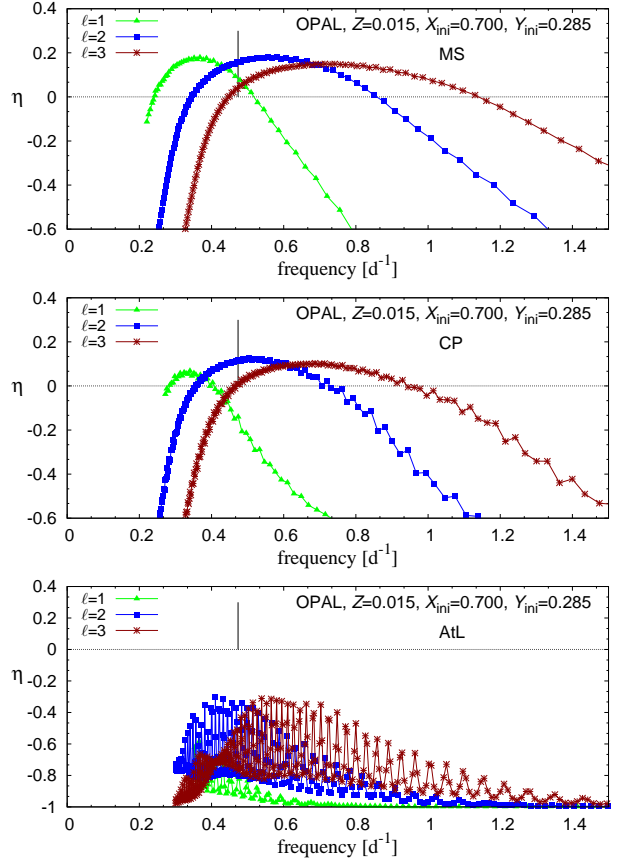 0.4
ℓ=1
OPAL, Z=0.015, Xini=0.700, Yini=0.285
ℓ=2
MS
0.2
ℓ=3
η
0
-0.2
-0.4
-0.6
0 0.2 0.4 0.6 0.8 1 1.2 1.4
frequency [d-1]
0.4
ℓ=1
OPAL, Z=0.015, Xini=0.700, Yini=0.285
ℓ=2
CP
0.2
ℓ=3
η
0
-0.2
-0.4
-0.6
0 0.2 0.4 0.6 0.8 1 1.2 1.4
frequency [d-1]
0.4
ℓ=1
OPAL, Z=0.015, Xini=0.700, Yini=0.285
ℓ=2
AtL
0.2
ℓ=3
η
0
-0.2
-0.4
-0.6
-0.8
-1
0 0.2 0.4 0.6 0.8 1 1.2 1.4
frequency [d-1]